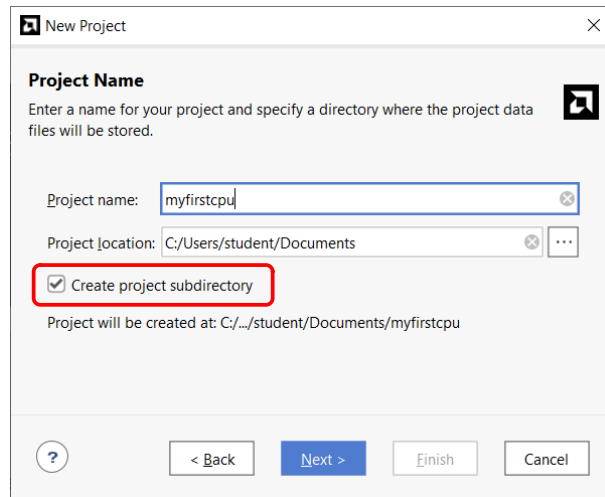 New Project
Project Name
Enter a name for your project and specify a directory where the project data
files will be stored.
Project name: myfirstcpu
Project location: C:/Users/student/Documents ...
Create project subdirectory
Project will be created at: C:/.../student/Documents/myfirstcpu
? < Back Next > Finish Cancel